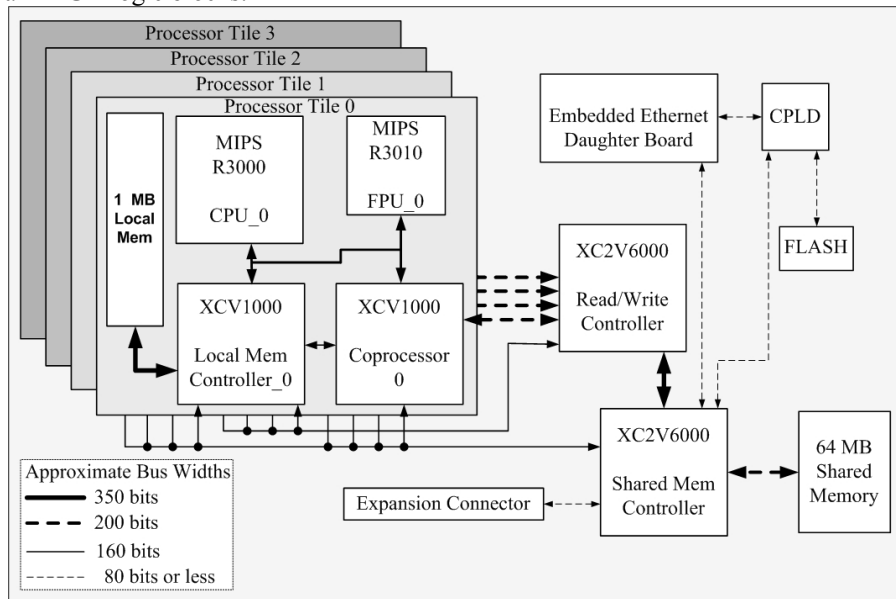 Processor Tile 3
Processor Tile 2
Processor Tile 1
Processor Tile 0
1 MB
Local
Mem
MIPS
R3000
CPU_0
MIPS
R3010
FPU_0
XCV1000
Local Mem
Controller_0
XCV1000
Coprocessor
0
Embedded Ethernet
Daughter Board
CPLD
FLASH
XC2V6000
Read/Write
Controller
XC2V6000
Shared Mem
Controller
64 MB
Shared
Memory
Expansion Connector
Approximate Bus Widths
350 bits
200 bits
160 bits
80 bits or less